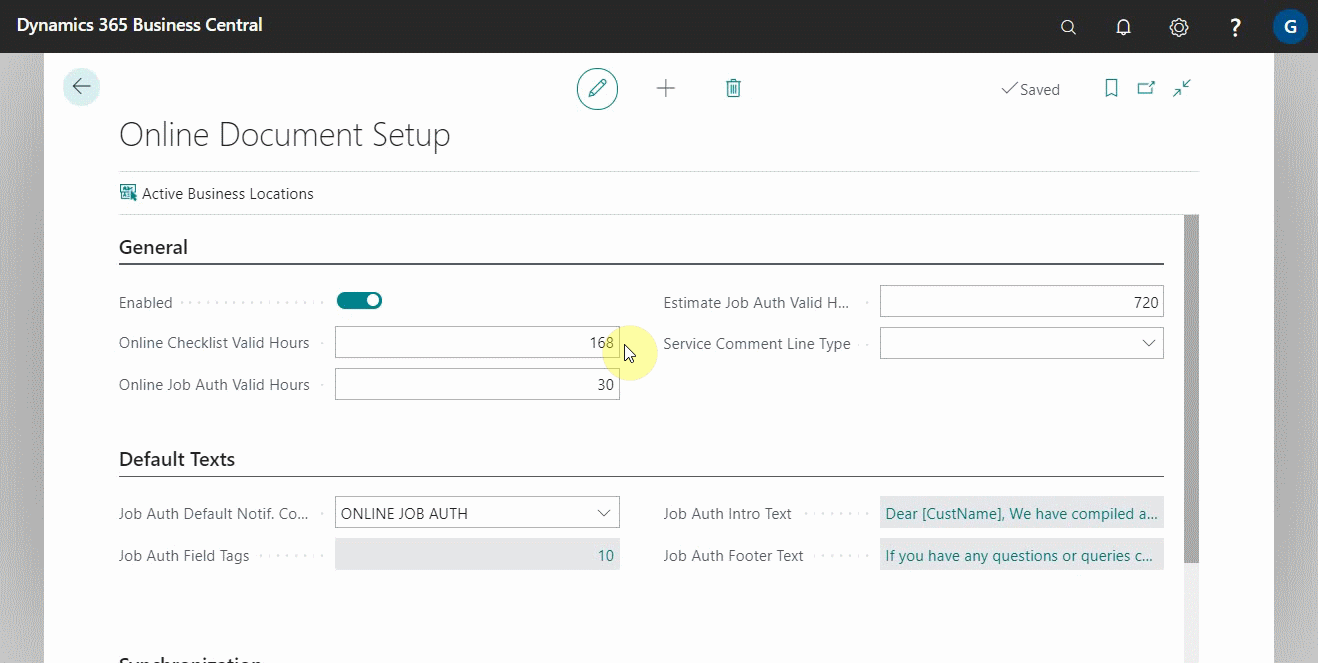 Dynamics 365 Business Central
?
G
Saved
Online Document Setup
Active Business Locations
General
Enabled
Estimate Job Auth Valid H...
720
Online Checklist Valid Hours
168
Service Comment Line Type
Online Job Auth Valid Hours
30
Default Texts
Job Auth Default Notif. Co...
ONLINE JOB AUTH
Job Auth Intro Text
Dear [CustName], We have compiled a...
Job Auth Field Tags
10
Job Auth Footer Text
If you have any questions or queries c...
Synchronization